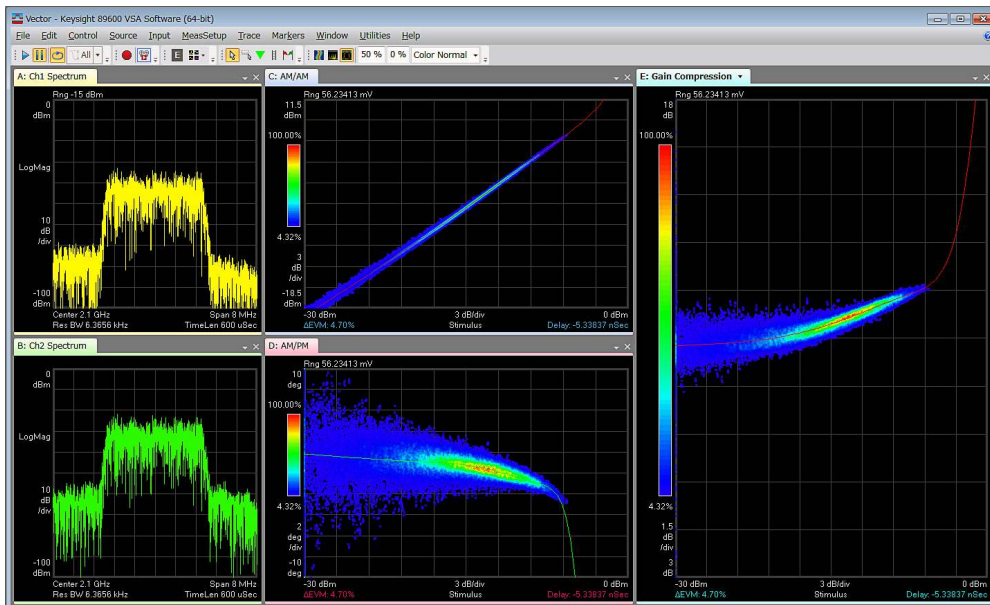 Vector - Keysight 89600 VSA Software (64-bit)
File Edit Control Source Input MeasSetup Trace Markers Window Utilities Help
All 50 % 0 % Color Normal
A: Ch1 Spectrum
Rng -15 dBm
0
dBm
LogMag
10
dB
/div
-100
dBm
Center 2.1 GHz Span 8 MHz
Res BW 6.3656 kHz TimeLen 600 uSec
B: Ch2 Spectrum
Rng 56.23413 mV
0
dBm
LogMag
10
dB
/div
-100
dBm
Center 2.1 GHz Span 8 MHz
Res BW 6.3656 kHz TimeLen 600 uSec
C: AM/AM
Rng 56.23413 mV
11.5
dBm
100.00%
4.32%
3
dB
/div
-18.5
dBm
-30 dBm 3 dB/div 0 dBm
ΔEVM: 4.70% Stimulus Delay: -5.33837 nSec
D: AM/PM
Rng 56.23413 mV
10
deg
100.00%
4.32%
2
deg
/div
-10
deg
-30 dBm 3 dB/div 0 dBm
ΔEVM: 4.70% Stimulus Delay: -5.33837 nSec
E: Gain Compression
Rng 56.23413 mV
18
dB
100.00%
4.32%
1.5
dB
/div
3
dB
-30 dBm 3 dB/div 0 dBm
ΔEVM: 4.70% Stimulus Delay: -5.33837 nSec